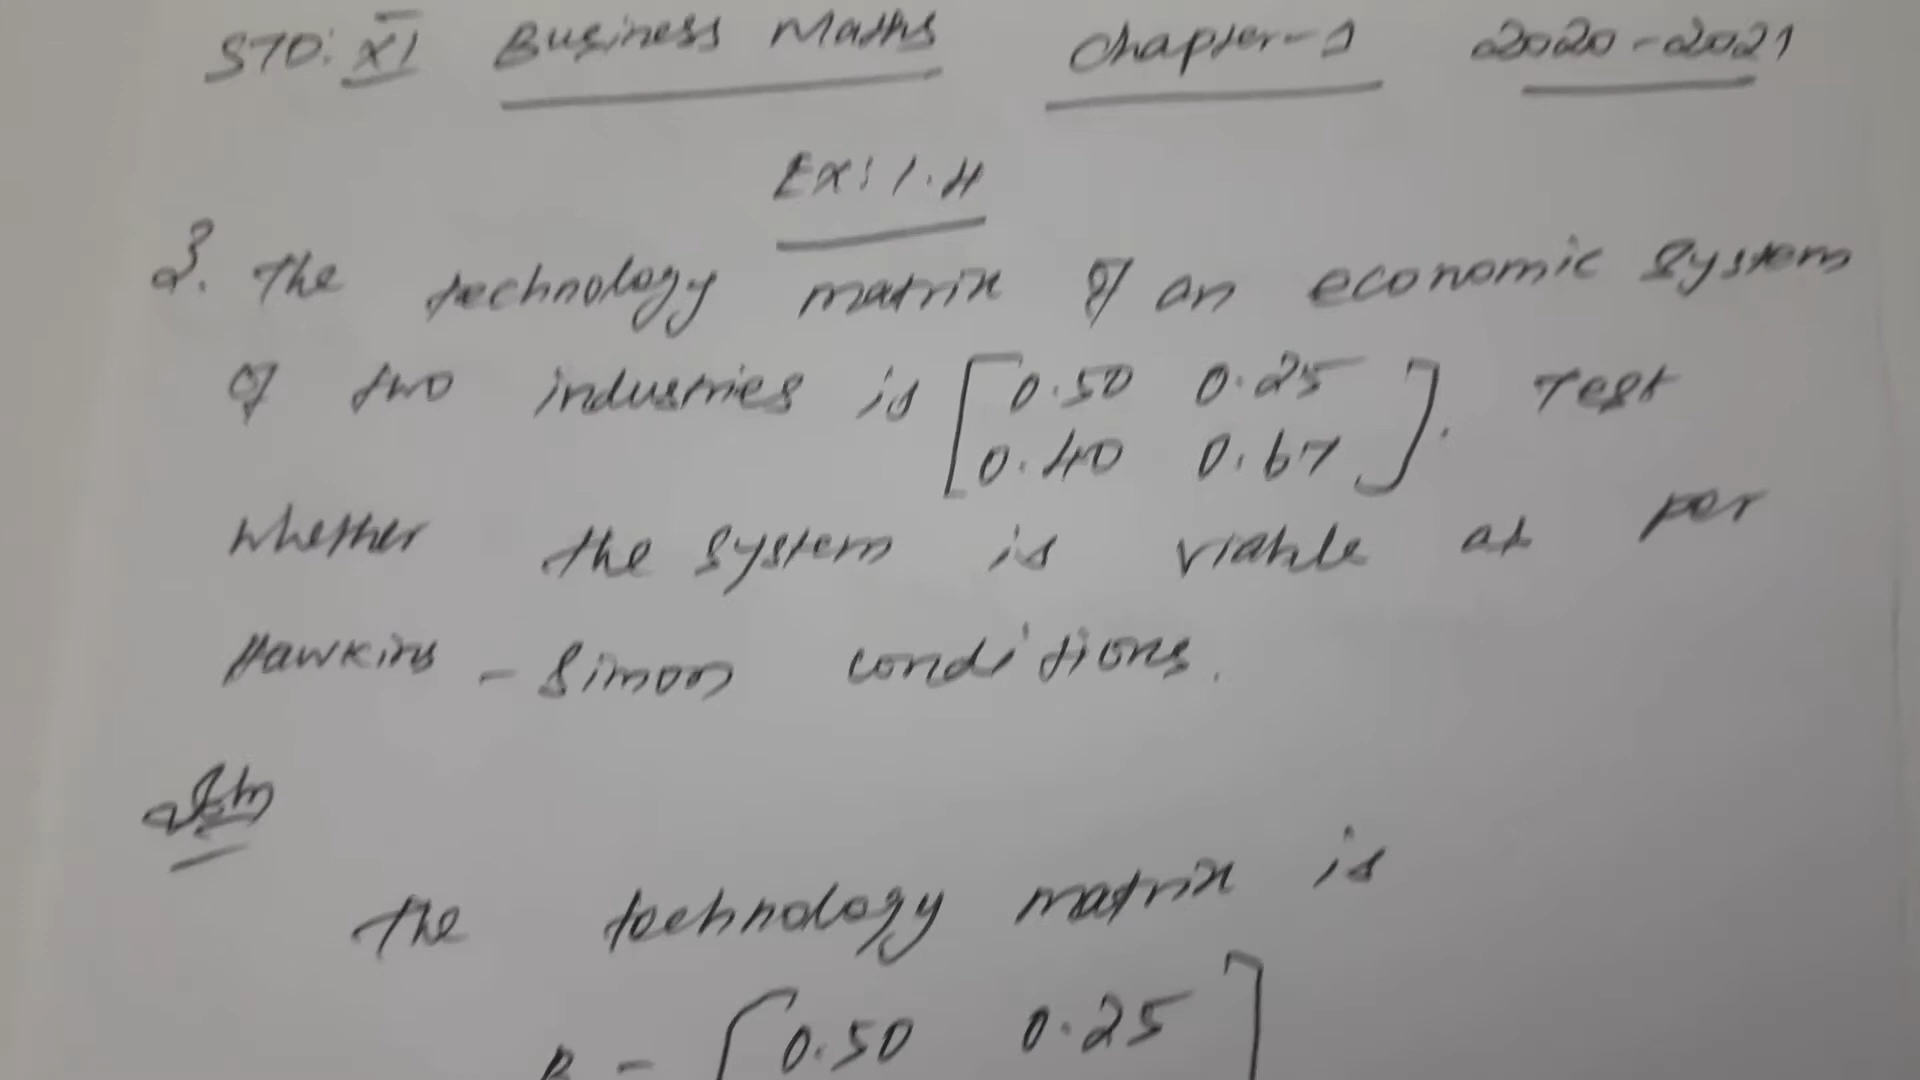 STD: XI Business Maths Chapter-1 2020-2021
Ex: 1.4
3. The technology matrix of an economic system
of two industries is [0.50 0.25
0.40 0.67]. Test
whether the system is viable as per
Hawkins - Simon conditions.
Soln
The technology matrix is
B = [0.50 0.25]